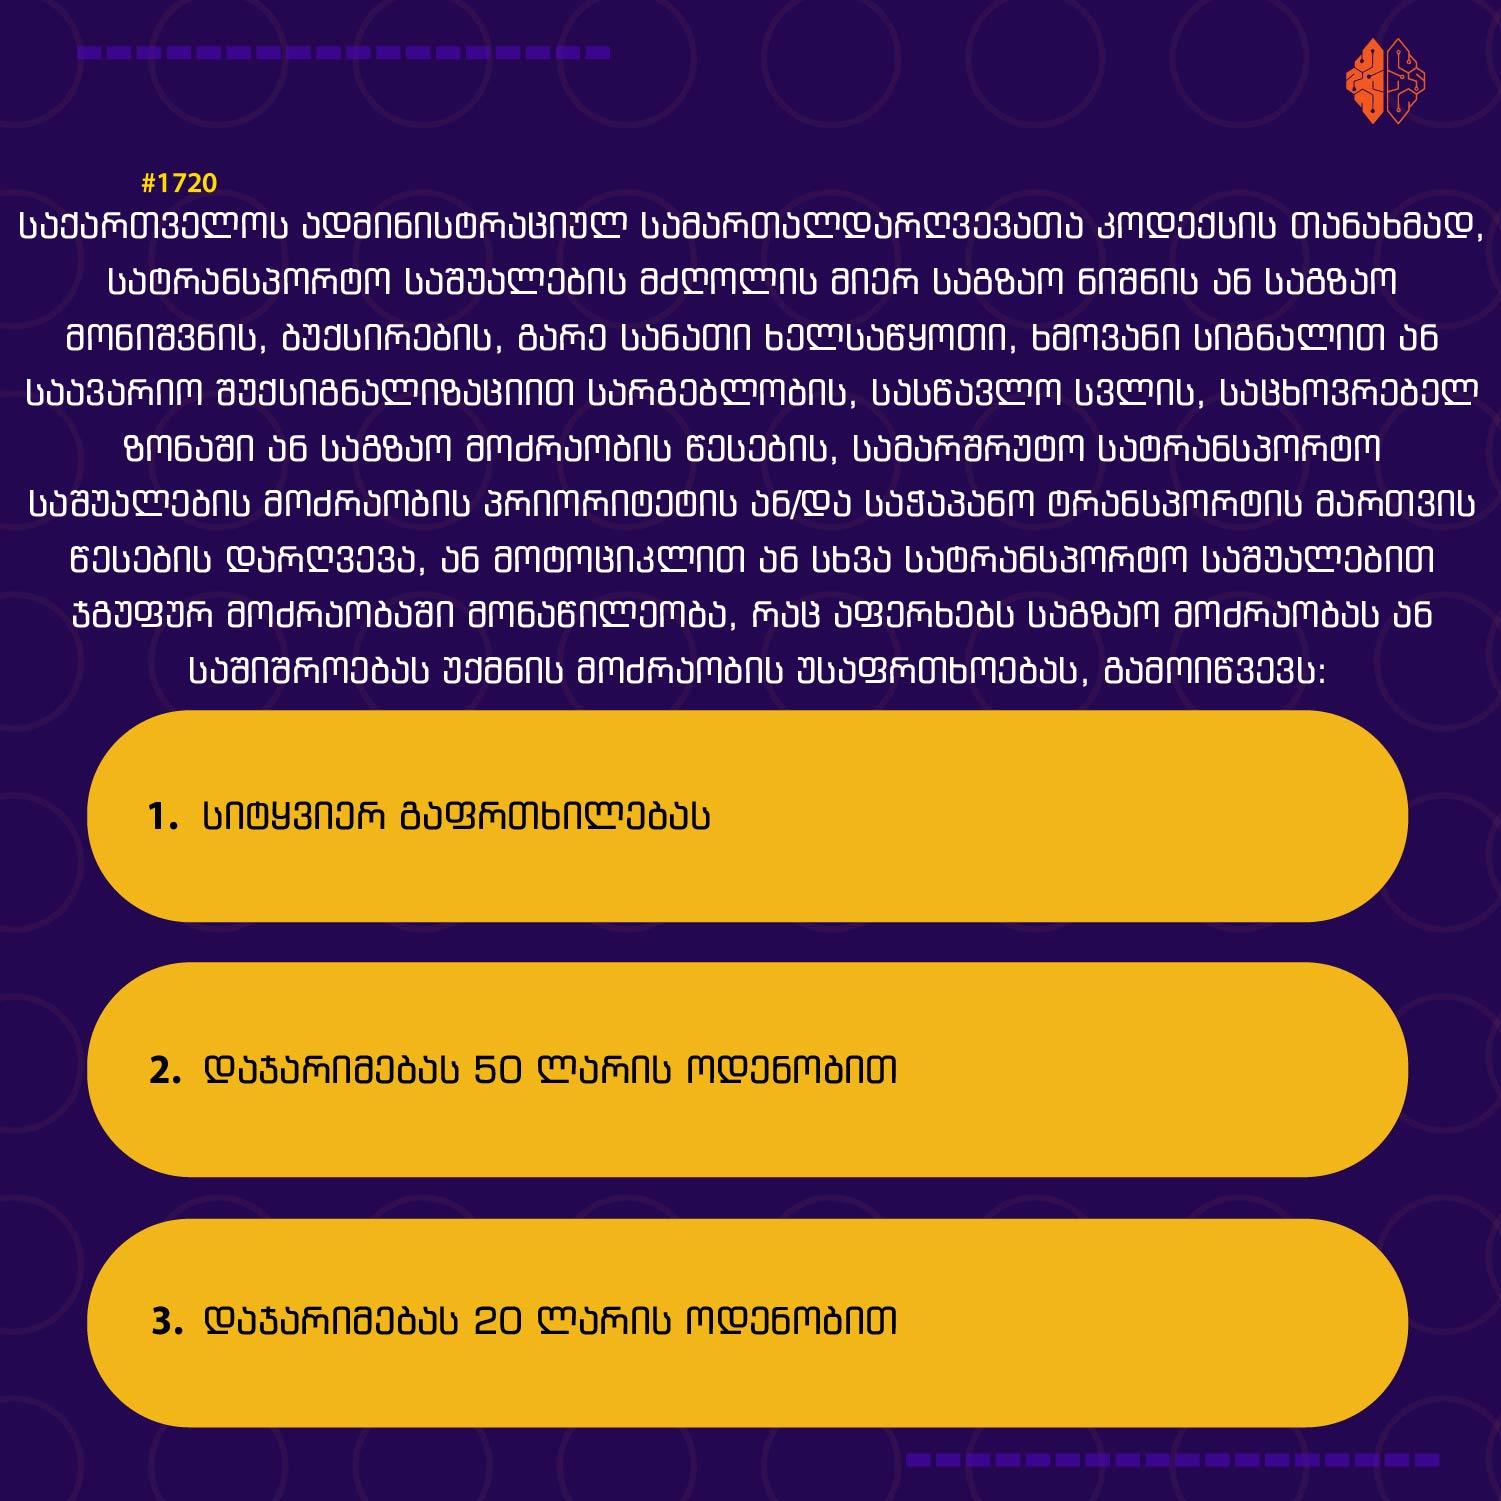 #1720
საქართველოს ადმინისტრაციულ სამართალდარღვევათა კოდექსის თანახმად,
სატრანსპორტო საშუალების მძღოლის მიერ საგზაო ნიშნის ან საგზაო
მონიშვნის, ბუქსირების, გარე სანათი ხელსაწყოთი, ხმოვანი სიგნალით ან
საავარიო შუქსიგნალიზაციით სარგებლობის, სასწავლო სვლის, საცხოვრებელ
ზონაში ან საგზაო მოძრაობის წესების, სამარშრუტო სატრანსპორტო
საშუალების მოძრაობის პრიორიტეტის ან/და საჭაპანო ტრანსპორტის მართვის
წესების დარღვევა, ან მოტოციკლით ან სხვა სატრანსპორტო საშუალებით
ჯგუფურ მოძრაობაში მონაწილეობა, რაც აფერხებს საგზაო მოძრაობას ან
საშიშროებას უქმნის მოძრაობის უსაფრთხოებას, გამოიწვევს:
1. სიტყვიერ გაფრთხილებას
2. დაჯარიმებას 50 ლარის ოდენობით
3. დაჯარიმებას 20 ლარის ოდენობით